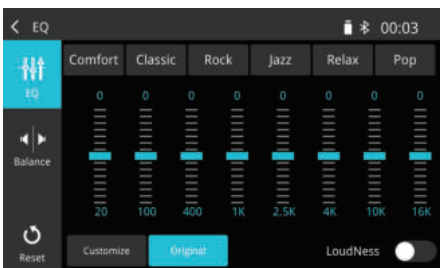 EQ 00:03
Comfort Classic Rock Jazz Relax Pop
EQ
0 0 0 0 0 0 0 0
Balance
20 100 400 1K 2.5K 4K 10K 16K
Reset
Customize Original LoudNess